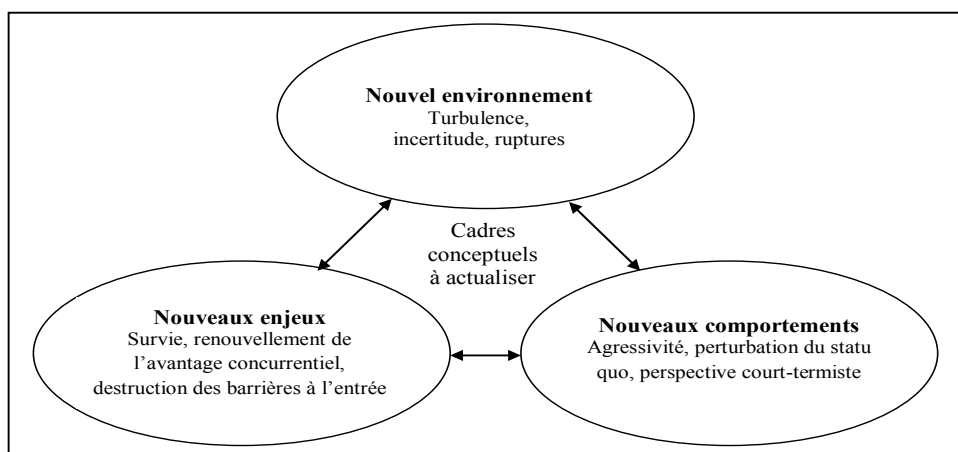 Nouvel environnement
Turbulence,
incertitude, ruptures
Cadres
conceptuels
à actualiser
Nouveaux enjeux
Survie, renouvellement de
l’avantage concurrentiel,
destruction des barrières à l’entrée
Nouveaux comportements
Agressivité, perturbation du statu
quo, perspective court-termiste